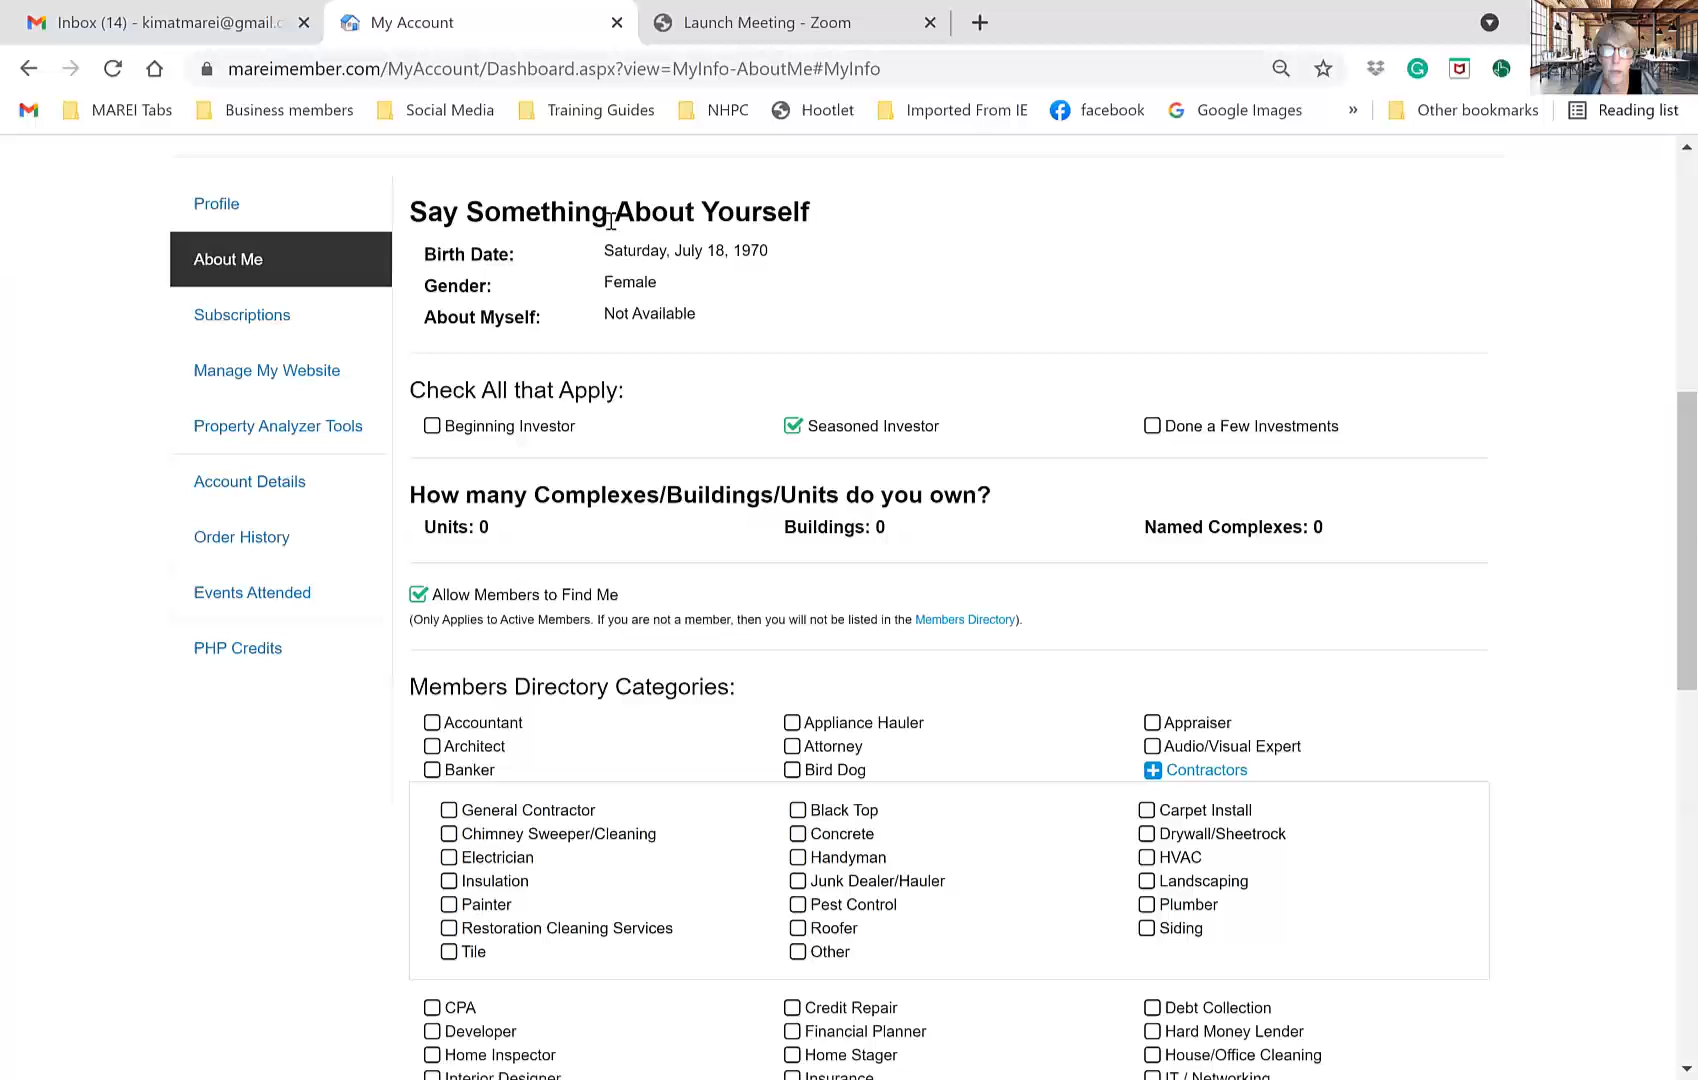 Inbox (14) - kimatmarei@gmail.c
My Account
Launch Meeting - Zoom
mareimember.com/MyAccount/Dashboard.aspx?view=MyInfo-AboutMe#MyInfo
MAREI Tabs
Business members
Social Media
Training Guides
NHPC
Hootlet
Imported From IE
facebook
Google Images
»
Other bookmarks
Reading list
Profile
About Me
Subscriptions
Manage My Website
Property Analyzer Tools
Account Details
Order History
Events Attended
PHP Credits
Say Something About Yourself
Birth Date: Saturday, July 18, 1970
Gender: Female
About Myself: Not Available
Check All that Apply:
Beginning Investor Seasoned Investor Done a Few Investments
How many Complexes/Buildings/Units do you own?
Units: 0 Buildings: 0 Named Complexes: 0
Allow Members to Find Me
(Only Applies to Active Members. If you are not a member, then you will not be listed in the Members Directory).
Members Directory Categories:
Accountant Appliance Hauler Appraiser
Architect Attorney Audio/Visual Expert
Banker Bird Dog Contractors
General Contractor Black Top Carpet Install
Chimney Sweeper/Cleaning Concrete Drywall/Sheetrock
Electrician Handyman HVAC
Insulation Junk Dealer/Hauler Landscaping
Painter Pest Control Plumber
Restoration Cleaning Services Roofer Siding
Tile Other
CPA Credit Repair Debt Collection
Developer Financial Planner Hard Money Lender
Home Inspector Home Stager House/Office Cleaning
Interior Designer Insurance IT / Networking